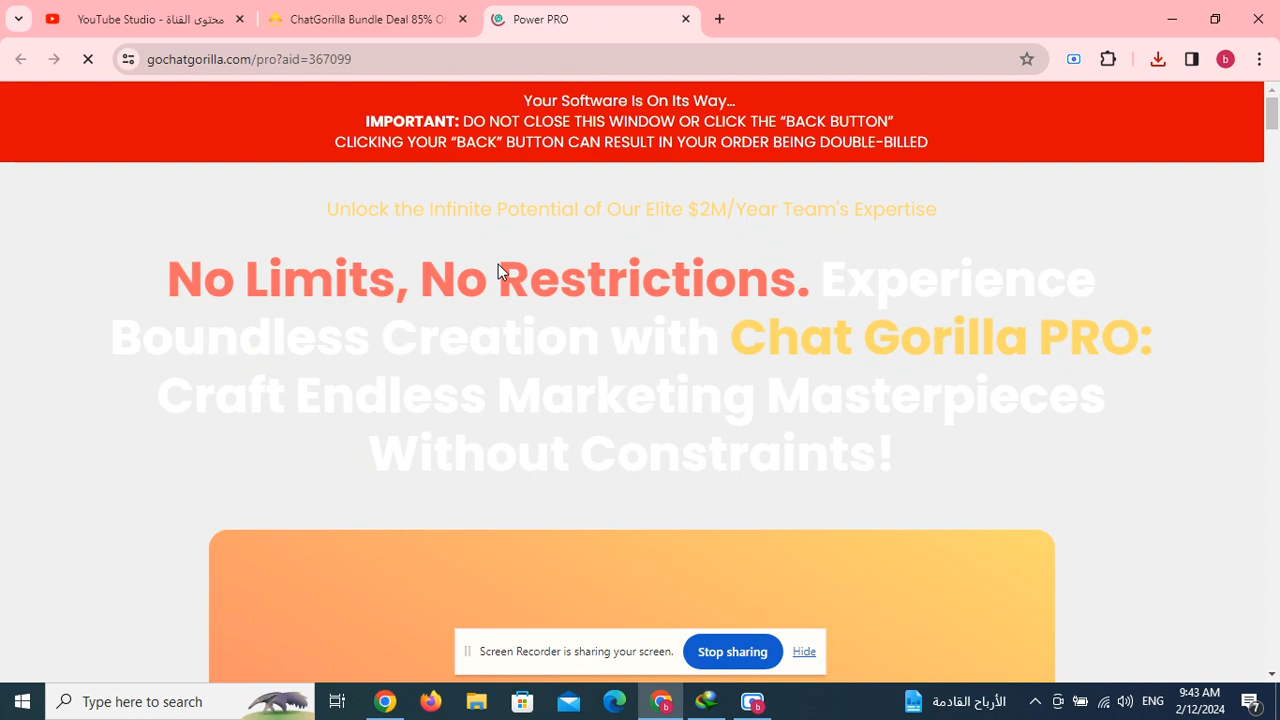 YouTube Studio - محتوى القناة
ChatGorilla Bundle Deal 85% O
Power PRO
gochatgorilla.com/pro?aid=367099
b
Your Software Is On Its Way...
IMPORTANT: DO NOT CLOSE THIS WINDOW OR CLICK THE “BACK BUTTON”
CLICKING YOUR “BACK” BUTTON CAN RESULT IN YOUR ORDER BEING DOUBLE-BILLED
Unlock the Infinite Potential of Our Elite $2M/Year Team's Expertise
No Limits, No Restrictions. Experience
Boundless Creation with Chat Gorilla PRO:
Craft Endless Marketing Masterpieces
Without Constraints!
Screen Recorder is sharing your screen.
Stop sharing
Hide
Type here to search
الأرباح القادمة
ENG
9:43 AM
2/12/2024
7